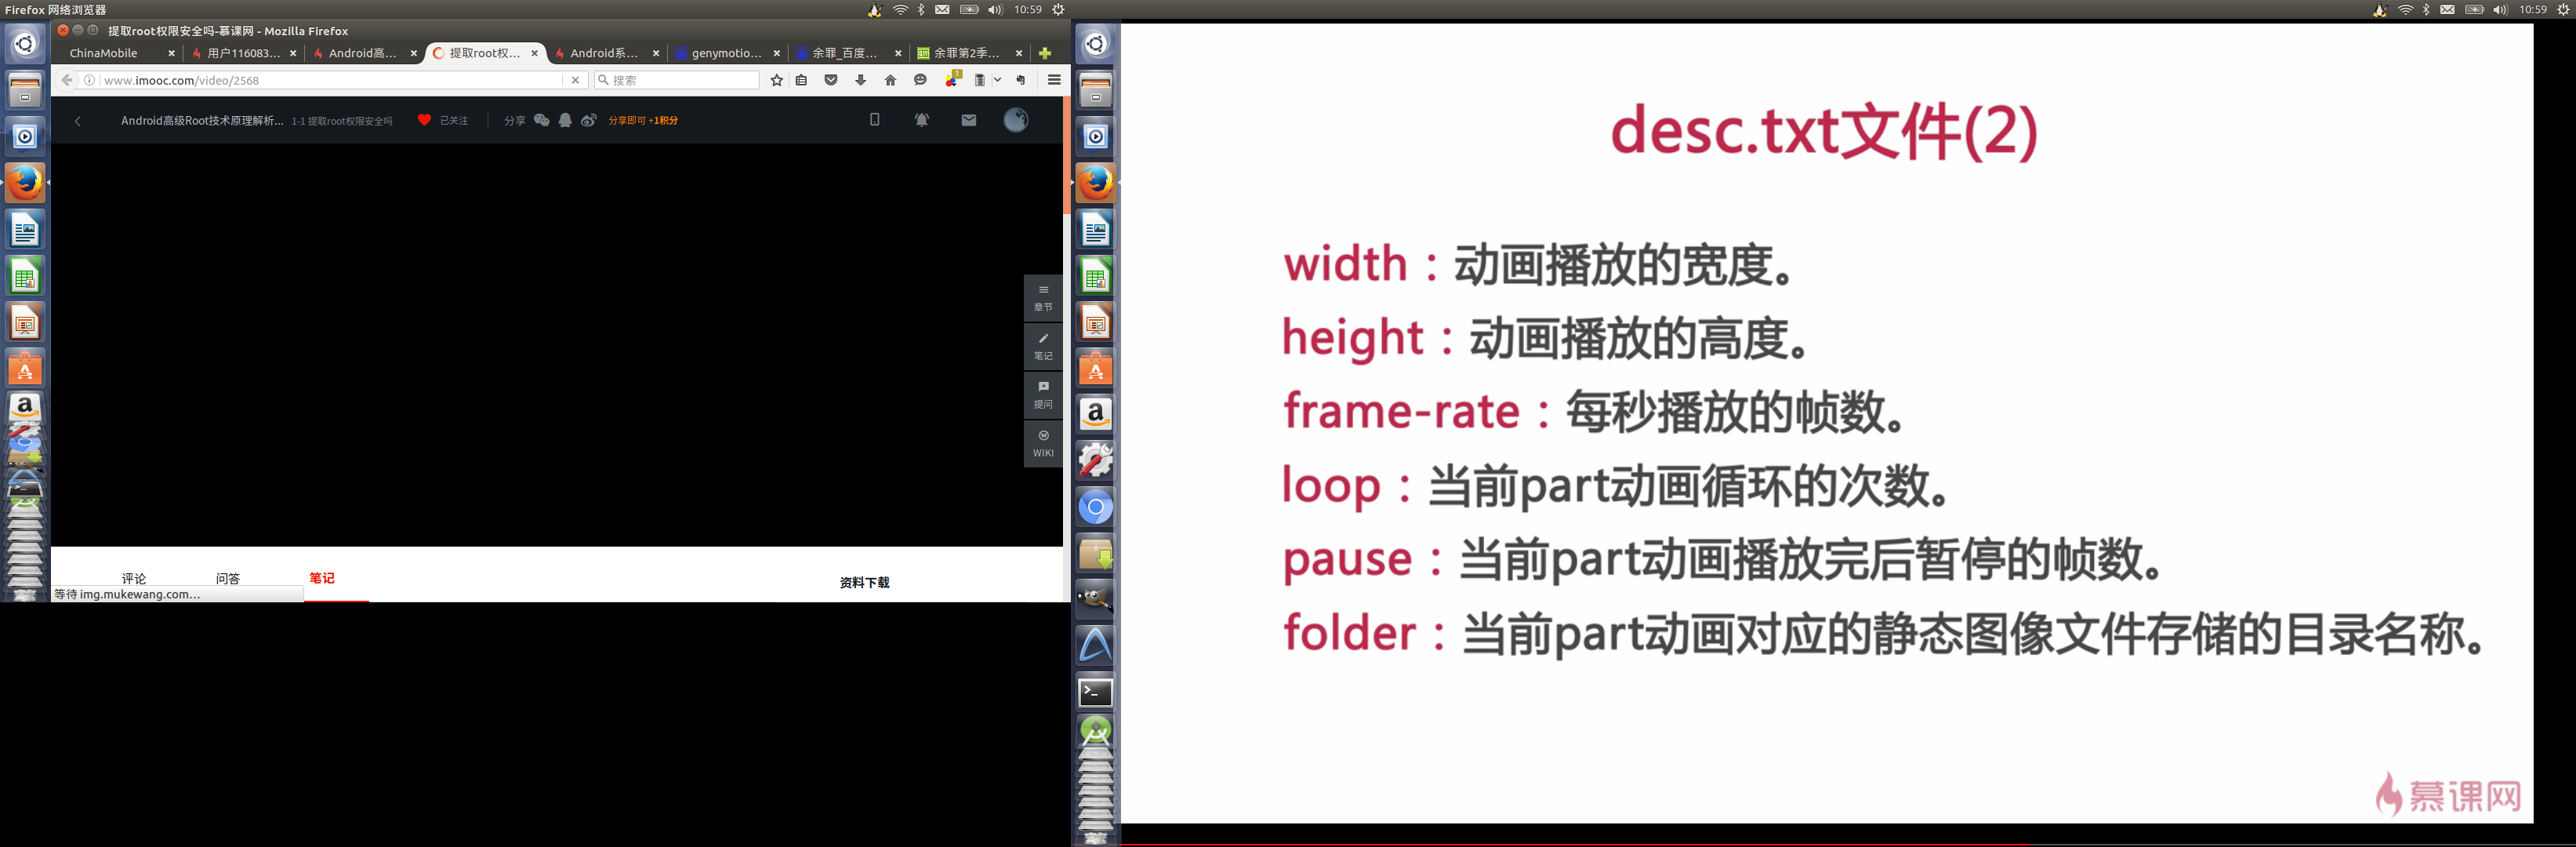 Firefox 网络浏览器
10:59
提取root权限安全吗-慕课网 - Mozilla Firefox
ChinaMobile
用户116083...
Android高...
提取root权...
Android系...
genymotio...
余罪_百度...
余罪第2季...
www.imooc.com/video/2568
搜索
1
Android高级Root技术原理解析...
1-1 提取root权限安全吗
已关注
分享
分享即可 +1积分
章节
笔记
提问
WIKI
评论
问答
笔记
资料下载
等待 img.mukewang.com…
10:59
desc.txt文件(2)
width：动画播放的宽度。
height：动画播放的高度。
frame-rate：每秒播放的帧数。
loop：当前part动画循环的次数。
pause：当前part动画播放完后暂停的帧数。
folder：当前part动画对应的静态图像文件存储的目录名称。
慕课网